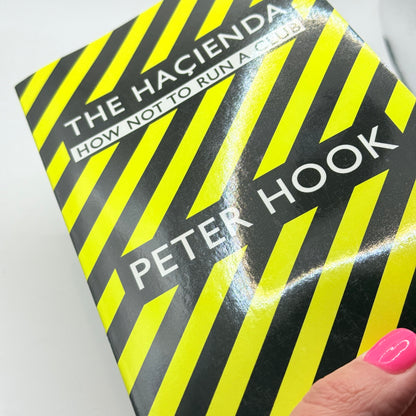 THE HAÇIENDA
HOW NOT TO RUN A CLUB
PETER HOOK